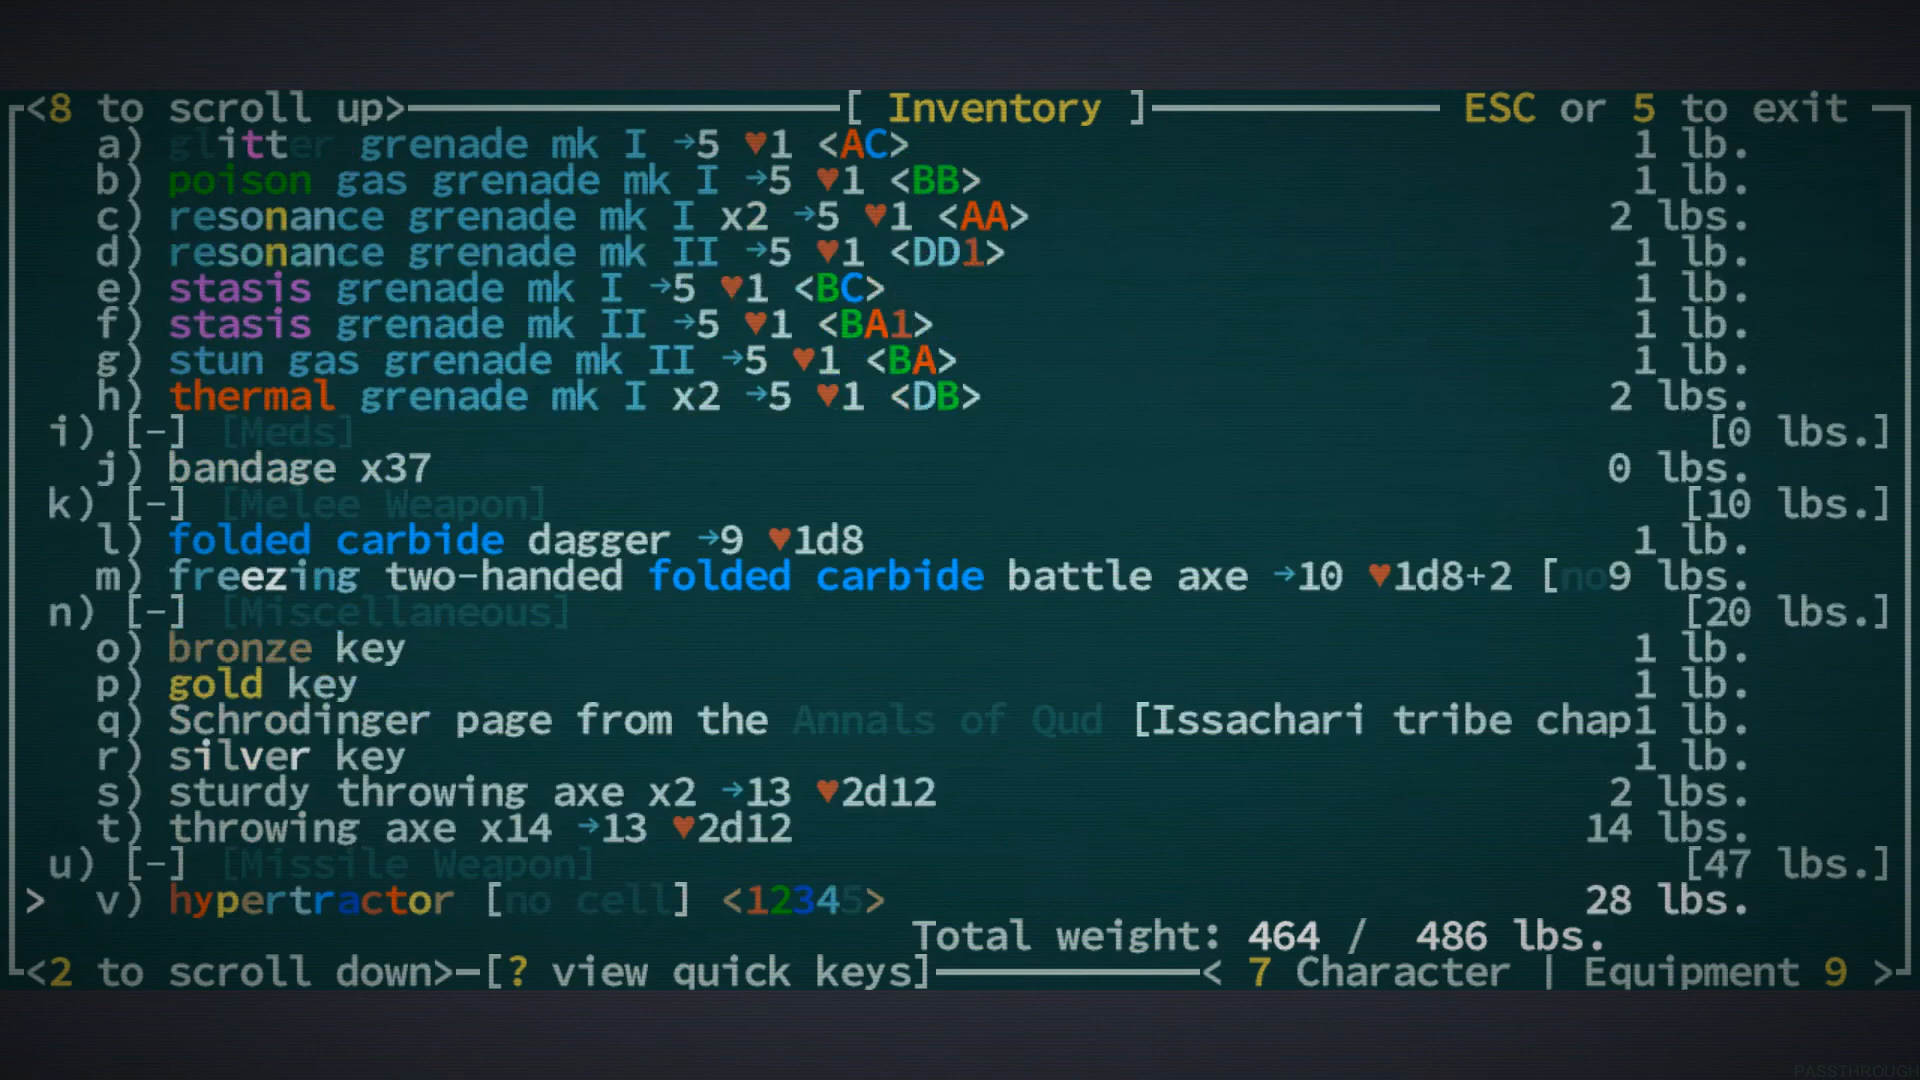 <8 to scroll up> [ Inventory ] ESC or 5 to exit
a) glitter grenade mk I →5 ♥1 <AC> 1 lb.
b) poison gas grenade mk I →5 ♥1 <BB> 1 lb.
c) resonance grenade mk I x2 →5 ♥1 <AA> 2 lbs.
d) resonance grenade mk II →5 ♥1 <DD1> 1 lb.
e) stasis grenade mk I →5 ♥1 <BC> 1 lb.
f) stasis grenade mk II →5 ♥1 <BA1> 1 lb.
g) stun gas grenade mk II →5 ♥1 <BA> 1 lb.
h) thermal grenade mk I x2 →5 ♥1 <DB> 2 lbs.
i) [-] [Meds] [0 lbs.]
j) bandage x37 0 lbs.
k) [-] [Melee Weapon] [10 lbs.]
l) folded carbide dagger →9 ♥1d8 1 lb.
m) freezing two-handed folded carbide battle axe →10 ♥1d8+2 [no9 lbs.
n) [-] [Miscellaneous] [20 lbs.]
o) bronze key 1 lb.
p) gold key 1 lb.
q) Schrodinger page from the Annals of Qud [Issachari tribe chap1 lb.
r) silver key 1 lb.
s) sturdy throwing axe x2 →13 ♥2d12 2 lbs.
t) throwing axe x14 →13 ♥2d12 14 lbs.
u) [-] [Missile Weapon] [47 lbs.]
> v) hypertractor [no cell] <12345> 28 lbs.
Total weight: 464 / 486 lbs.
<2 to scroll down> [? view quick keys] < 7 Character | Equipment 9 >
PASSTHROUGH